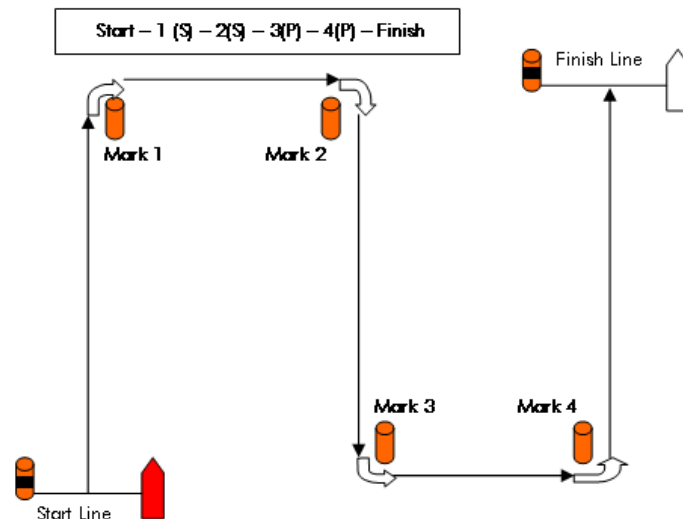 Start – 1 (S) – 2(S) – 3(P) – 4(P) – Finish
Finish Line
Mark 1
Mark 2
Mark 3
Mark 4
Start Line